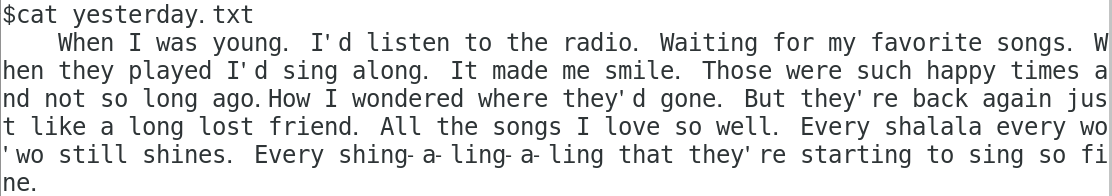 $cat yesterday.txt
    When I was young. I'd listen to the radio. Waiting for my favorite songs. W
hen they played I'd sing along. It made me smile. Those were such happy times a
nd not so long ago.How I wondered where they'd gone. But they're back again jus
t like a long lost friend. All the songs I love so well. Every shalala every wo
'wo still shines. Every shing-a-ling-a-ling that they're starting to sing so fi
ne.